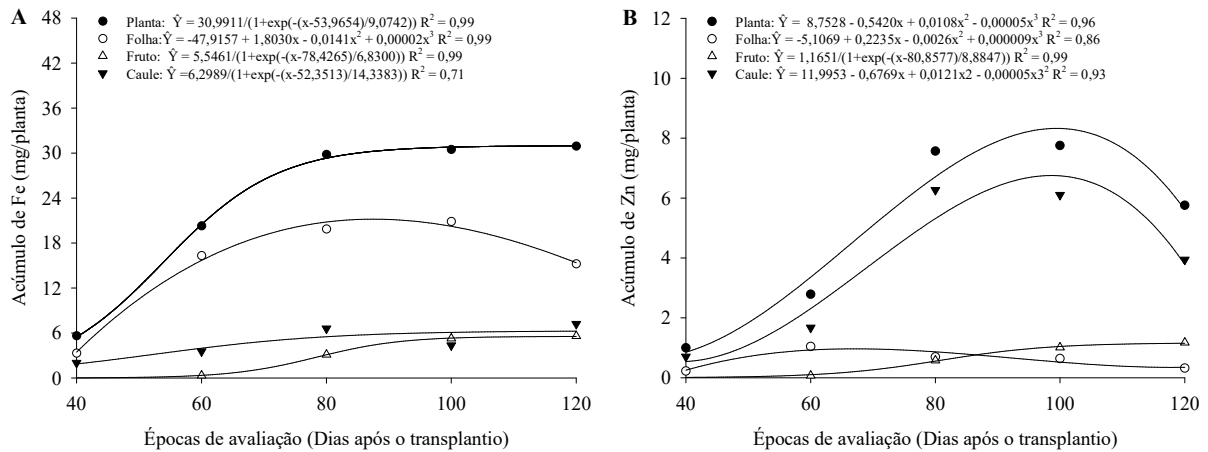 A
Planta: Ŷ = 30,9911/(1+exp(-(x-53,9654)/9,0742)) R² = 0,99
Folha:Ŷ = -47,9157 + 1,8030x - 0,0141x² + 0,00002x³ R² = 0,99
Fruto: Ŷ = 5,5461/(1+exp(-(x-78,4265)/6,8300)) R² = 0,99
Caule: Ŷ =6,2989/(1+exp(-(x-52,3513)/14,3383)) R² = 0,71
Acúmulo de Fe (mg/planta)
48
42
36
30
24
18
12
6
0
40 60 80 100 120
Épocas de avaliação (Dias após o transplantio)
B
Planta: Ŷ = 8,7528 - 0,5420x + 0,0108x² - 0,00005x³ R² = 0,96
Folha:Ŷ = -5,1069 + 0,2235x - 0,0026x² + 0,000009x³ R² = 0,86
Fruto: Ŷ = 1,1651/(1+exp(-(x-80,8577)/8,8847)) R² = 0,99
Caule: Ŷ = 11,9953 - 0,6769x + 0,0121x2 - 0,00005x3² R² = 0,93
Acúmulo de Zn (mg/planta)
12
10
8
6
4
2
0
40 60 80 100 120
Épocas de avaliação (Dias após o transplantio)